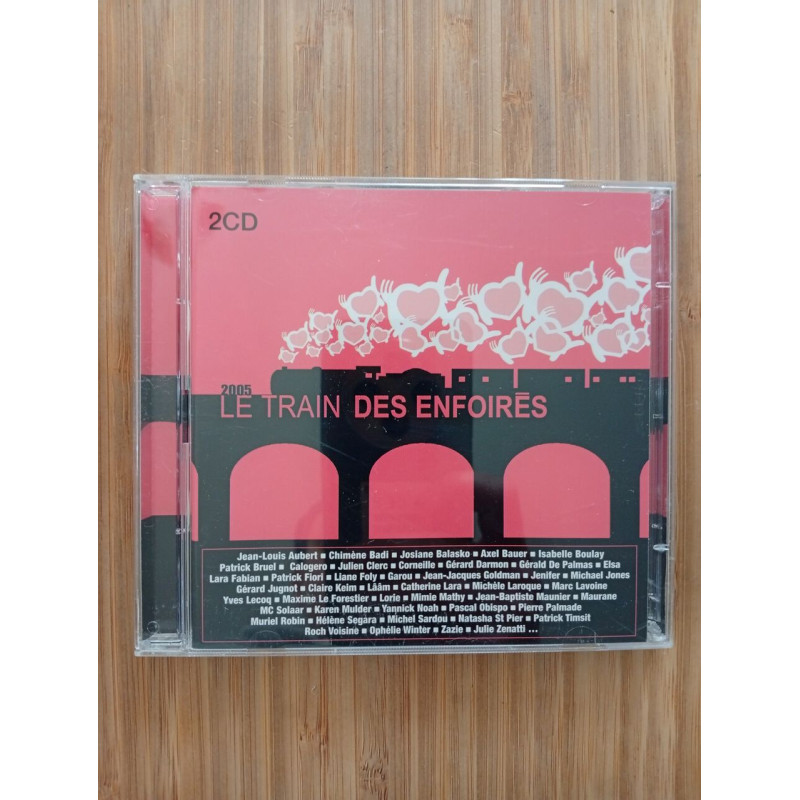 2CD
2005
LE TRAIN DES ENFOIRĒS
Jean-Louis Aubert ▪ Chimène Badi ▪ Josiane Balasko ▪ Axel Bauer ▪ Isabelle Boulay
Patrick Bruel ▪ Calogero ▪ Julien Clerc ▪ Corneille ▪ Gérard Darmon ▪ Gérald De Palmas ▪ Elsa
Lara Fabian ▪ Patrick Fiori ▪ Liane Foly ▪ Garou ▪ Jean-Jacques Goldman ▪ Jenifer ▪ Michael Jones
Gérard Jugnot ▪ Claire Keim ▪ Lââm ▪ Catherine Lara ▪ Michèle Laroque ▪ Marc Lavoine
Yves Lecoq ▪ Maxime Le Forestier ▪ Lorie ▪ Mimie Mathy ▪ Jean-Baptiste Maunier ▪ Maurane
MC Solaar ▪ Karen Mulder ▪ Yannick Noah ▪ Pascal Obispo ▪ Pierre Palmade
Muriel Robin ▪ Hélène Ségara ▪ Michel Sardou ▪ Natasha St Pier ▪ Patrick Timsit
Roch Voisine ▪ Ophélie Winter ▪ Zazie ▪ Julie Zenatti ...